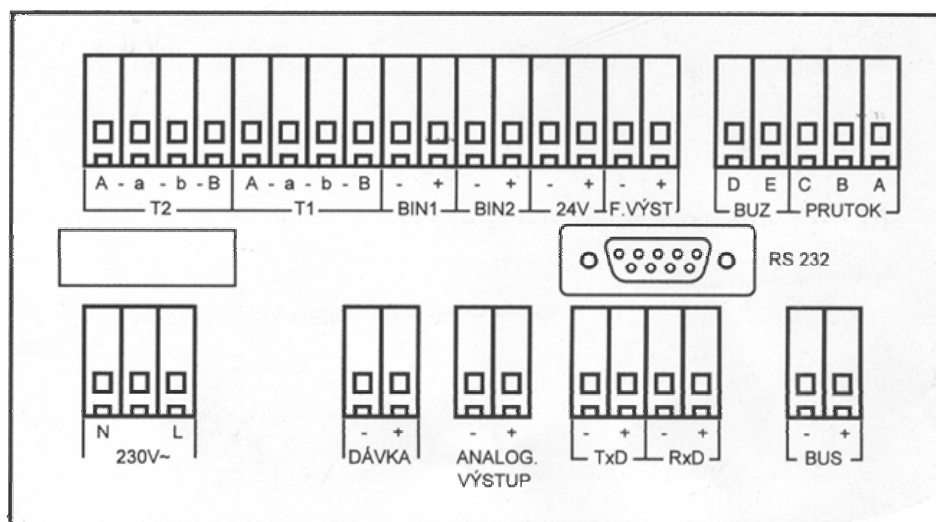 A - a - b - B A - a - b - B - + - + - + - + D E C B A
T2 T1 BIN1 BIN2 24V F.VÝST BUZ PRUTOK
RS 232
N L - + - + - + - + - +
230V~ DÁVKA ANALOG. TxD RxD BUS
VÝSTUP